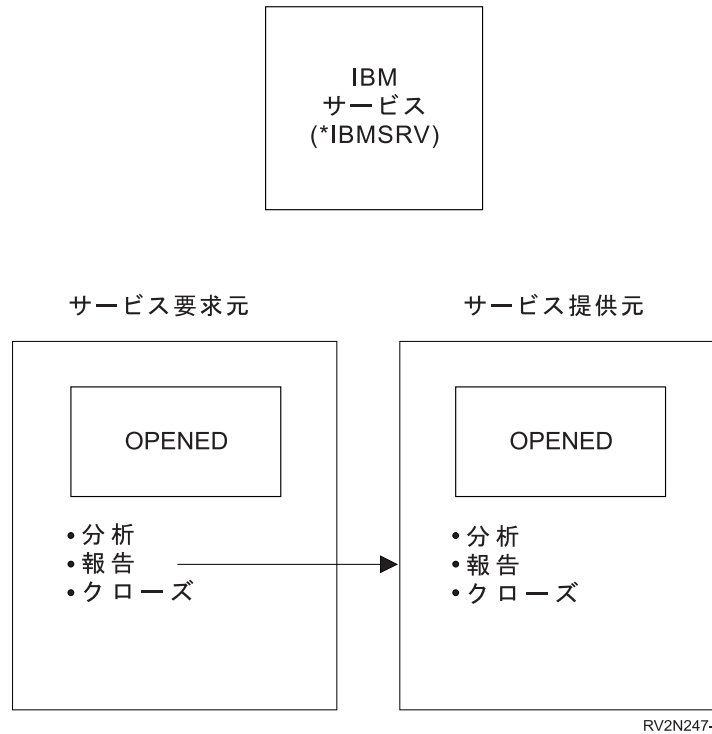 IBM
サービス
(*IBMSRV)
サービス要求元
サービス提供元
OPENED
•分析
•報告
•クローズ
OPENED
•分析
•報告
•クローズ
RV2N247-